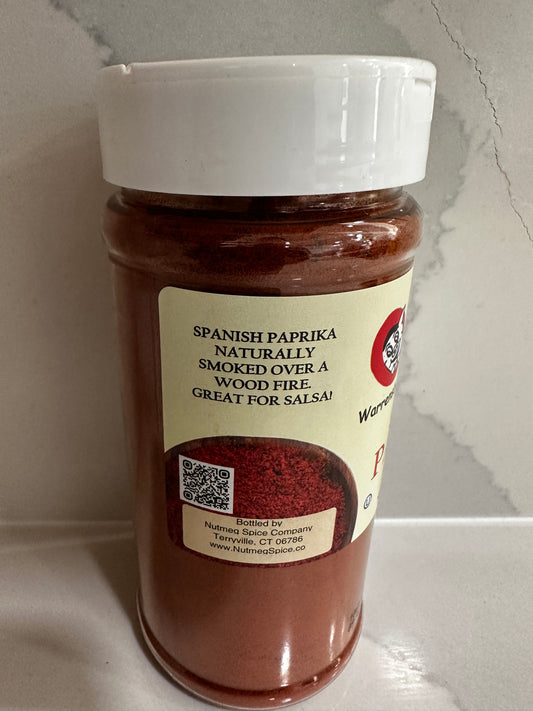 SPANISH PAPRIKA
NATURALLY
SMOKED OVER A
WOOD FIRE.
GREAT FOR SALSA!
Bottled by
Nutmeg Spice Company
Terryville, CT 06786
www.NutmegSpice.co